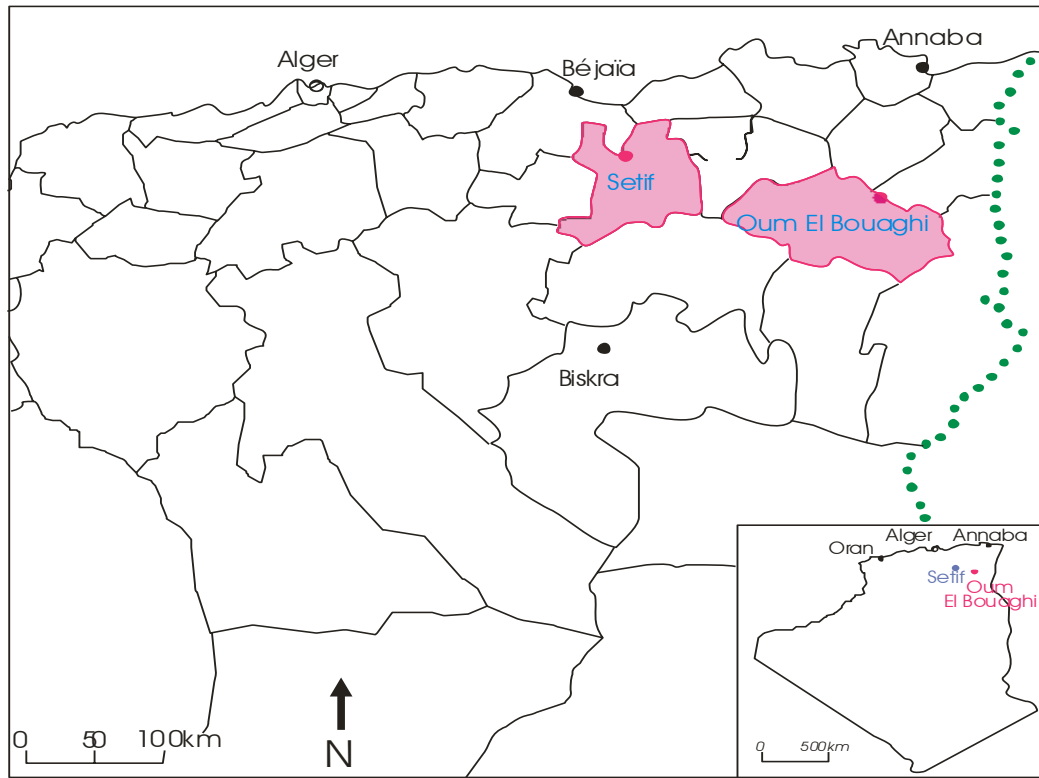 Annaba
Alger
Béjaïa
Setif
Oum El Bouaghi
Biskra
Alger Annaba
Oran
Setif
Oum
El Bouaghi
0 50 100km
N
0 500km